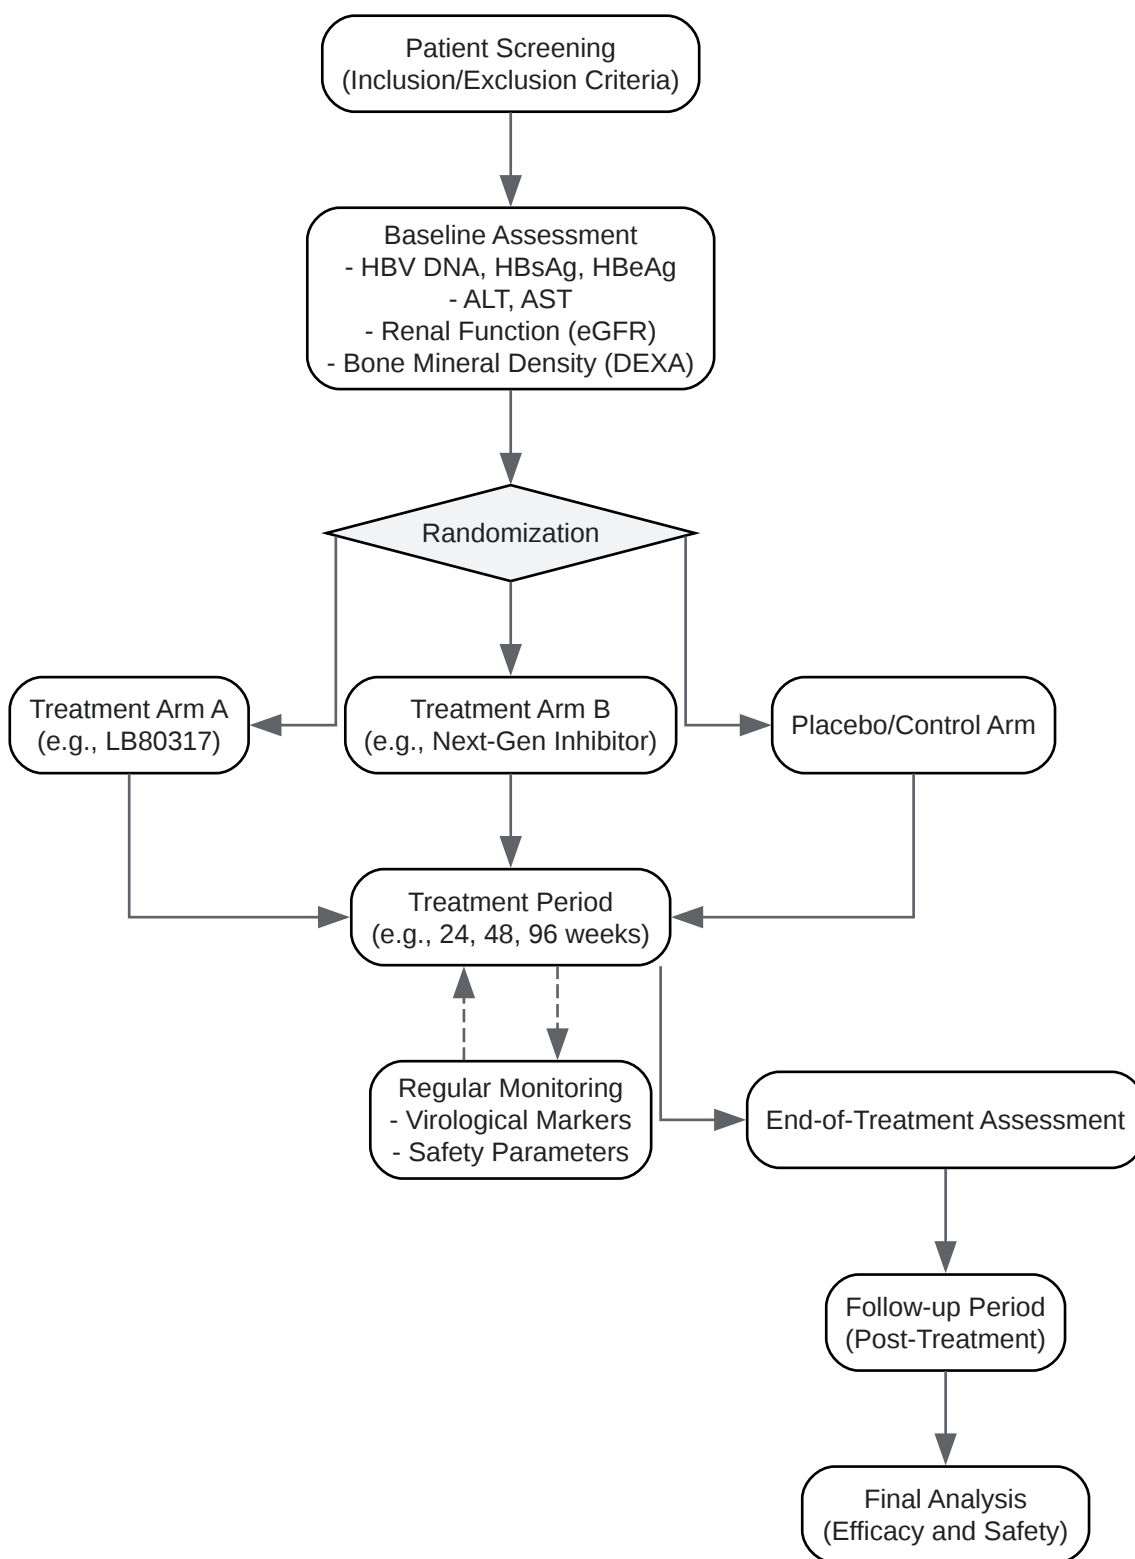 Patient Screening
(Inclusion/Exclusion Criteria)
Baseline Assessment
- HBV DNA, HBsAg, HBeAg
- ALT, AST
- Renal Function (eGFR)
- Bone Mineral Density (DEXA)
Randomization
Treatment Arm A
(e.g., LB80317)
Treatment Arm B
(e.g., Next-Gen Inhibitor)
Placebo/Control Arm
Treatment Period
(e.g., 24, 48, 96 weeks)
Regular Monitoring
- Virological Markers
- Safety Parameters
End-of-Treatment Assessment
Follow-up Period
(Post-Treatment)
Final Analysis
(Efficacy and Safety)